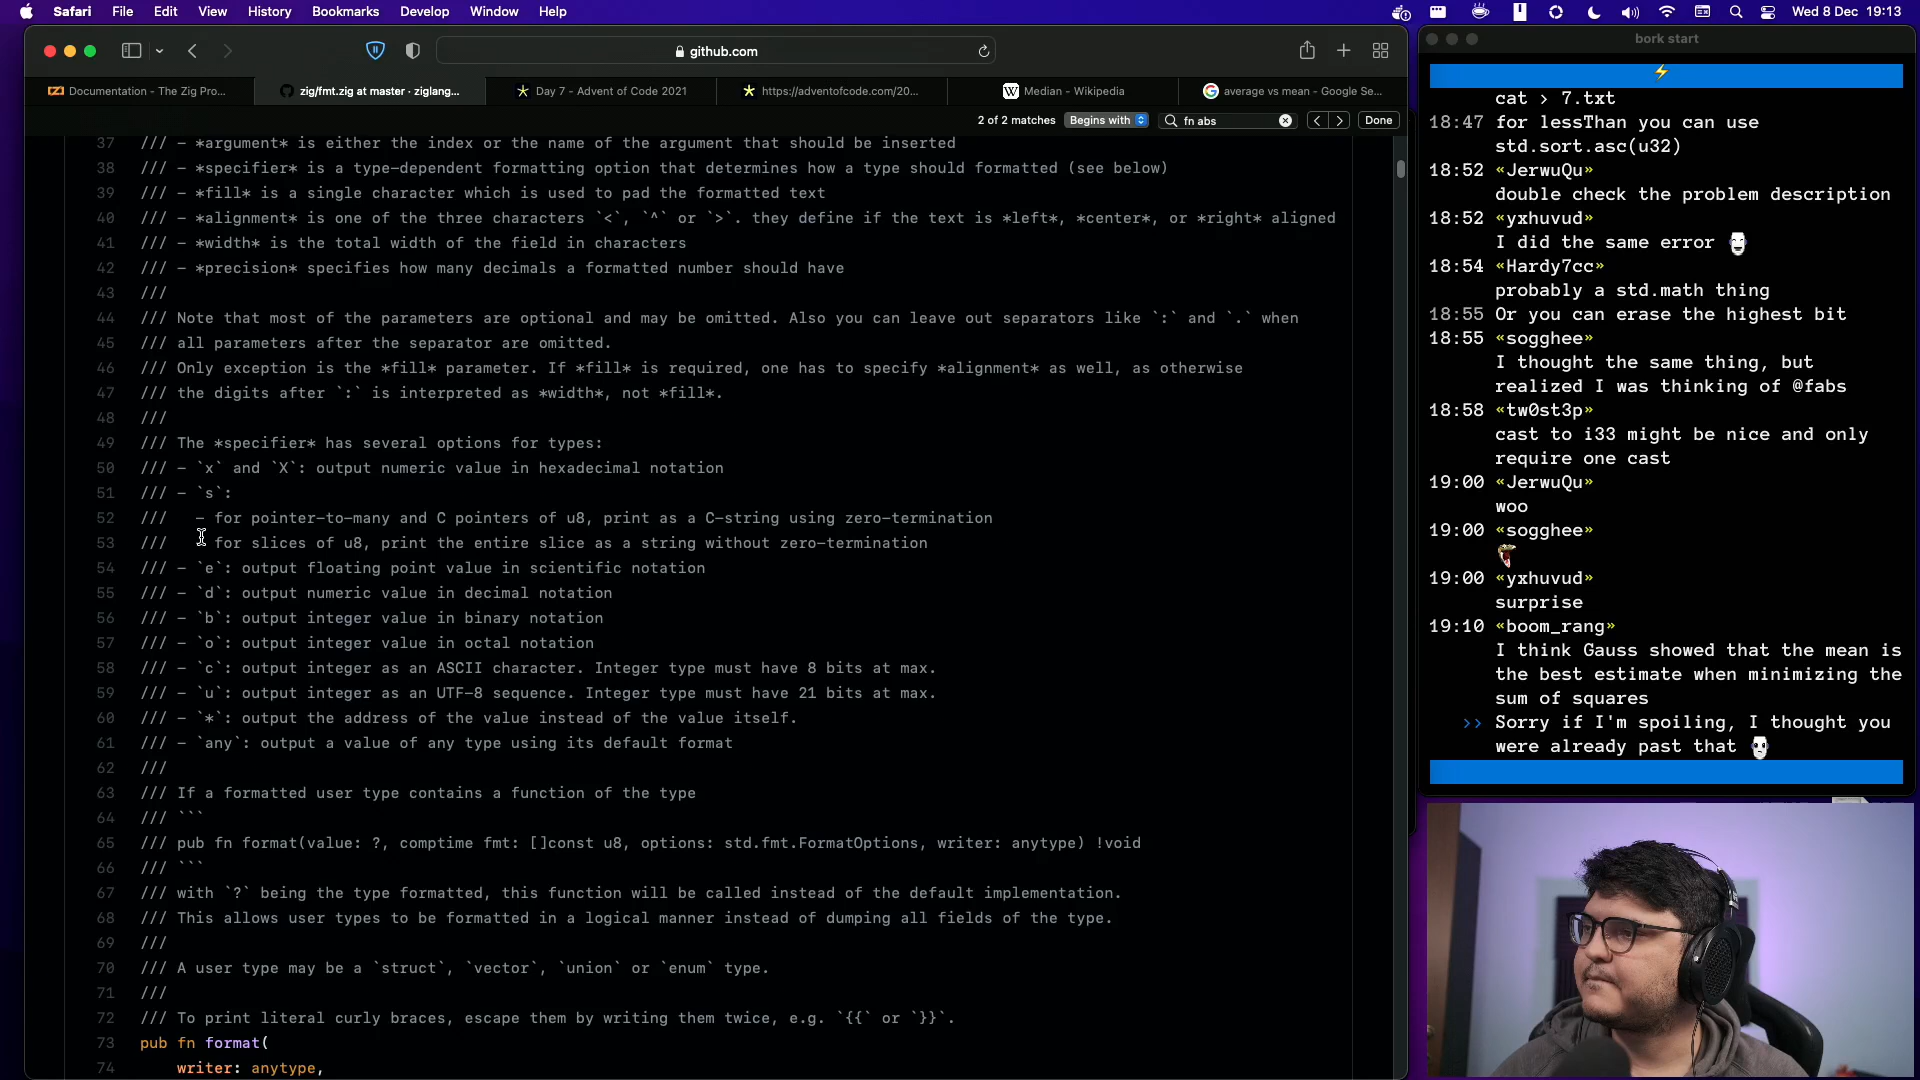 Safari File Edit View History Bookmarks Develop Window Help Wed 8 Dec 19:13
github.com
Documentation - The Zig Pro... zig/fmt.zig at master · ziglang... Day 7 - Advent of Code 2021 https://adventofcode.com/20... Median - Wikipedia average vs mean - Google Se...
2 of 2 matches Begins with fn abs Done
37 /// - *argument* is either the index or the name of the argument that should be inserted
38 /// - *specifier* is a type-dependent formatting option that determines how a type should formatted (see below)
39 /// - *fill* is a single character which is used to pad the formatted text
40 /// - *alignment* is one of the three characters `<`, `^` or `>`. they define if the text is *left*, *center*, or *right* aligned
41 /// - *width* is the total width of the field in characters
42 /// - *precision* specifies how many decimals a formatted number should have
43 ///
44 /// Note that most of the parameters are optional and may be omitted. Also you can leave out separators like `:` and `.` when
45 /// all parameters after the separator are omitted.
46 /// Only exception is the *fill* parameter. If *fill* is required, one has to specify *alignment* as well, as otherwise
47 /// the digits after `:` is interpreted as *width*, not *fill*.
48 ///
49 /// The *specifier* has several options for types:
50 /// - `x` and `X`: output numeric value in hexadecimal notation
51 /// - `s`:
52 /// - for pointer-to-many and C pointers of u8, print as a C-string using zero-termination
53 /// for slices of u8, print the entire slice as a string without zero-termination
54 /// - `e`: output floating point value in scientific notation
55 /// - `d`: output numeric value in decimal notation
56 /// - `b`: output integer value in binary notation
57 /// - `o`: output integer value in octal notation
58 /// - `c`: output integer as an ASCII character. Integer type must have 8 bits at max.
59 /// - `u`: output integer as an UTF-8 sequence. Integer type must have 21 bits at max.
60 /// - `*`: output the address of the value instead of the value itself.
61 /// - `any`: output a value of any type using its default format
62 ///
63 /// If a formatted user type contains a function of the type
64 /// ```
65 /// pub fn format(value: ?, comptime fmt: []const u8, options: std.fmt.FormatOptions, writer: anytype) !void
66 /// ```
67 /// with `?` being the type formatted, this function will be called instead of the default implementation.
68 /// This allows user types to be formatted in a logical manner instead of dumping all fields of the type.
69 ///
70 /// A user type may be a `struct`, `vector`, `union` or `enum` type.
71 ///
72 /// To print literal curly braces, escape them by writing them twice, e.g. `{{` or `}}`.
73 pub fn format(
74 writer: anytype,
bork start
cat > 7.txt
18:47 for lessThan you can use
std.sort.asc(u32)
18:52 «JerwuQu»
double check the problem description
18:52 «yxhuvud»
I did the same error
18:54 «Hardy7cc»
probably a std.math thing
18:55 Or you can erase the highest bit
18:55 «sogghee»
I thought the same thing, but
realized I was thinking of @fabs
18:58 «tw0st3p»
cast to i33 might be nice and only
require one cast
19:00 «JerwuQu»
woo
19:00 «sogghee»
19:00 «yxhuvud»
surprise
19:10 «boom_rang»
I think Gauss showed that the mean is
the best estimate when minimizing the
sum of squares
>> Sorry if I'm spoiling, I thought you
were already past that